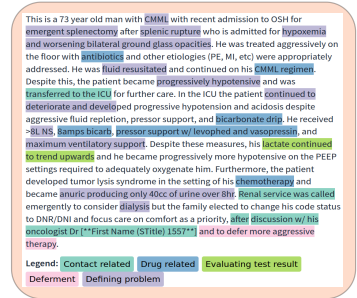 This is a 73 year old man with CMML with recent admission to OSH for
emergent splenectomy after splenic rupture who is admitted for hypoxemia
and worsening bilateral ground glass opacities. He was treated aggressively on
the floor with antibiotics and other etiologies (PE, MI, etc) were appropriately
addressed. He was fluid resusitated and continued on his CMML regimen.
Despite this, the patient became progressively hypotensive and was
transferred to the ICU for further care. In the ICU the patient continued to
deteriorate and developed progressive hypotension and acidosis despite
aggressive fluid repletion, pressor support, and bicarbonate drip. He received
>8L NS, 8amps bicarb, pressor support w/ levophed and vasopressin, and
maximum ventilatory support. Despite these measures, his lactate continued
to trend upwards and he became progressively more hypotensive on the PEEP
settings required to adequately oxygenate him. Furthermore, the patient
developed tumor lysis syndrome in the setting of his chemotherapy and
became anuric producing only 40cc of urine over 8hr. Renal service was called
emergently to consider dialysis but the family elected to change his code status
to DNR/DNI and focus care on comfort as a priority, after discussion w/ his
oncologist Dr [**First Name (STitle) 1557**] and to defer more aggressive
therapy.
Legend: Contact related Drug related Evaluating test result
Deferment Defining problem